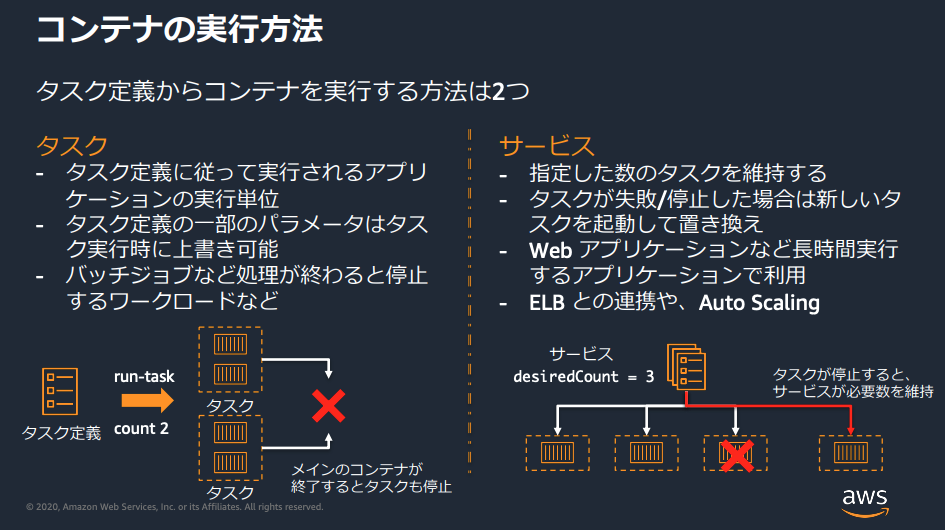 コンテナの実行方法
タスク定義からコンテナを実行する方法は2つ
タスク
- タスク定義に従って実行されるアプリ
ケーションの実行単位
- タスク定義の一部のパラメータはタス
ク実行時に上書き可能
- バッチジョブなど処理が終わると停止
するワークロードなど
タスク定義
run-task
count 2
タスク
タスク
メインのコンテナが
終了するとタスクも停止
サービス
- 指定した数のタスクを維持する
- タスクが失敗/停止した場合は新しいタ
スクを起動して置き換え
- Web アプリケーションなど長時間実行
するアプリケーションで利用
- ELB との連携や、Auto Scaling
サービス
desiredCount = 3
タスクが停止すると、
サービスが必要数を維持
© 2020, Amazon Web Services, Inc. or its Affiliates. All rights reserved.
aws